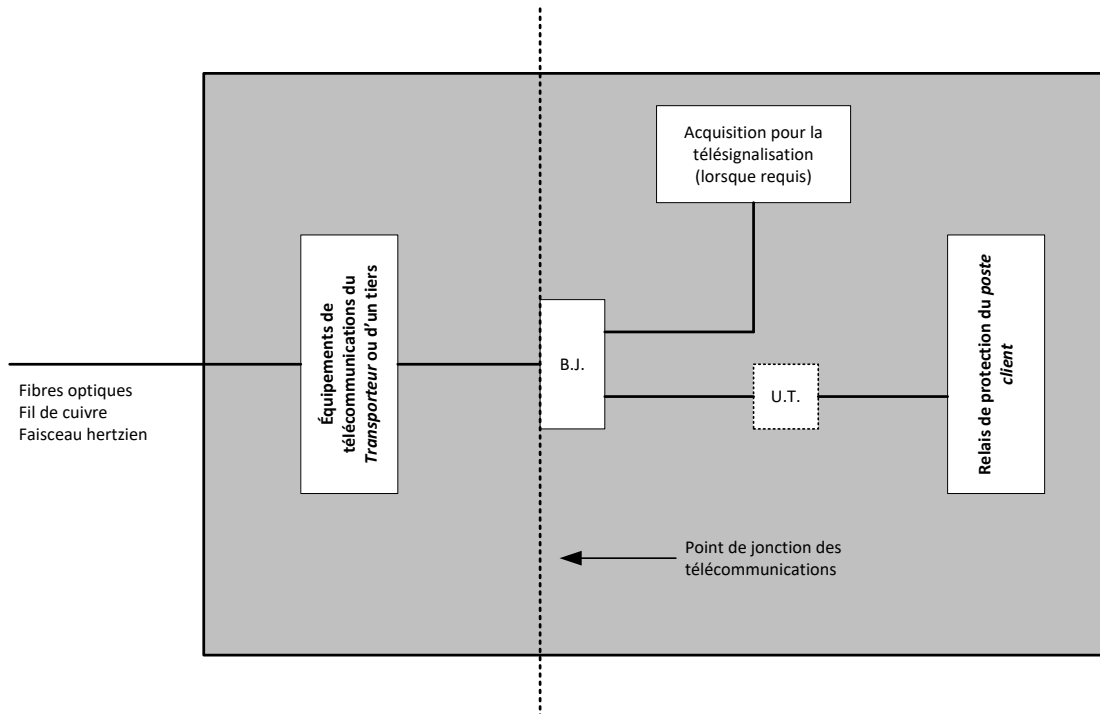 Acquisition pour la
télésignalisation
(lorsque requis)
Équipements de
télécommunications du
Transporteur ou d'un tiers
B.J.
U.T.
Relais de protection du poste
client
Fibres optiques
Fil de cuivre
Faisceau hertzien
Point de jonction des
télécommunications